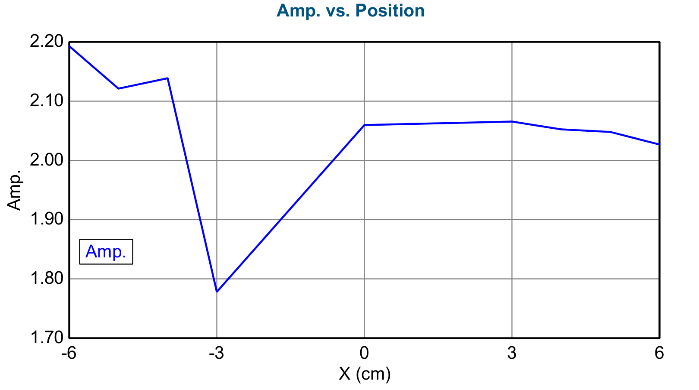 Amp. vs. Position
2.20
2.10
2.00
1.90
1.80
1.70
Amp.
Amp.
-6 -3 0 3 6
X (cm)